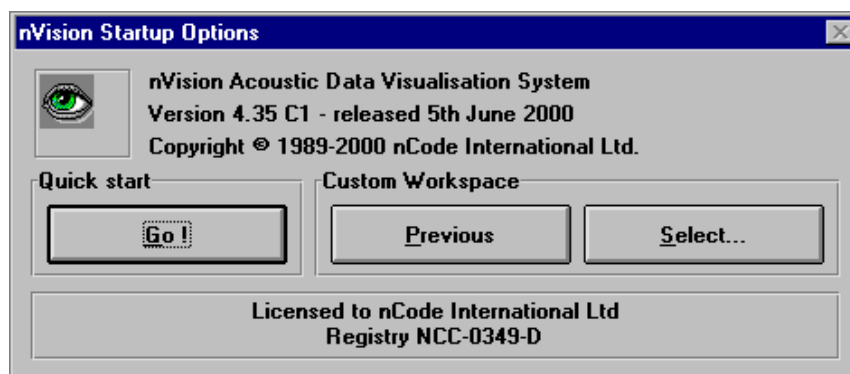 nVision Startup Options
nVision Acoustic Data Visualisation System
Version 4.35 C1 - released 5th June 2000
Copyright © 1989-2000 nCode International Ltd.
Quick start
Custom Workspace
Go !
Previous
Select...
Licensed to nCode International Ltd
Registry NCC-0349-D